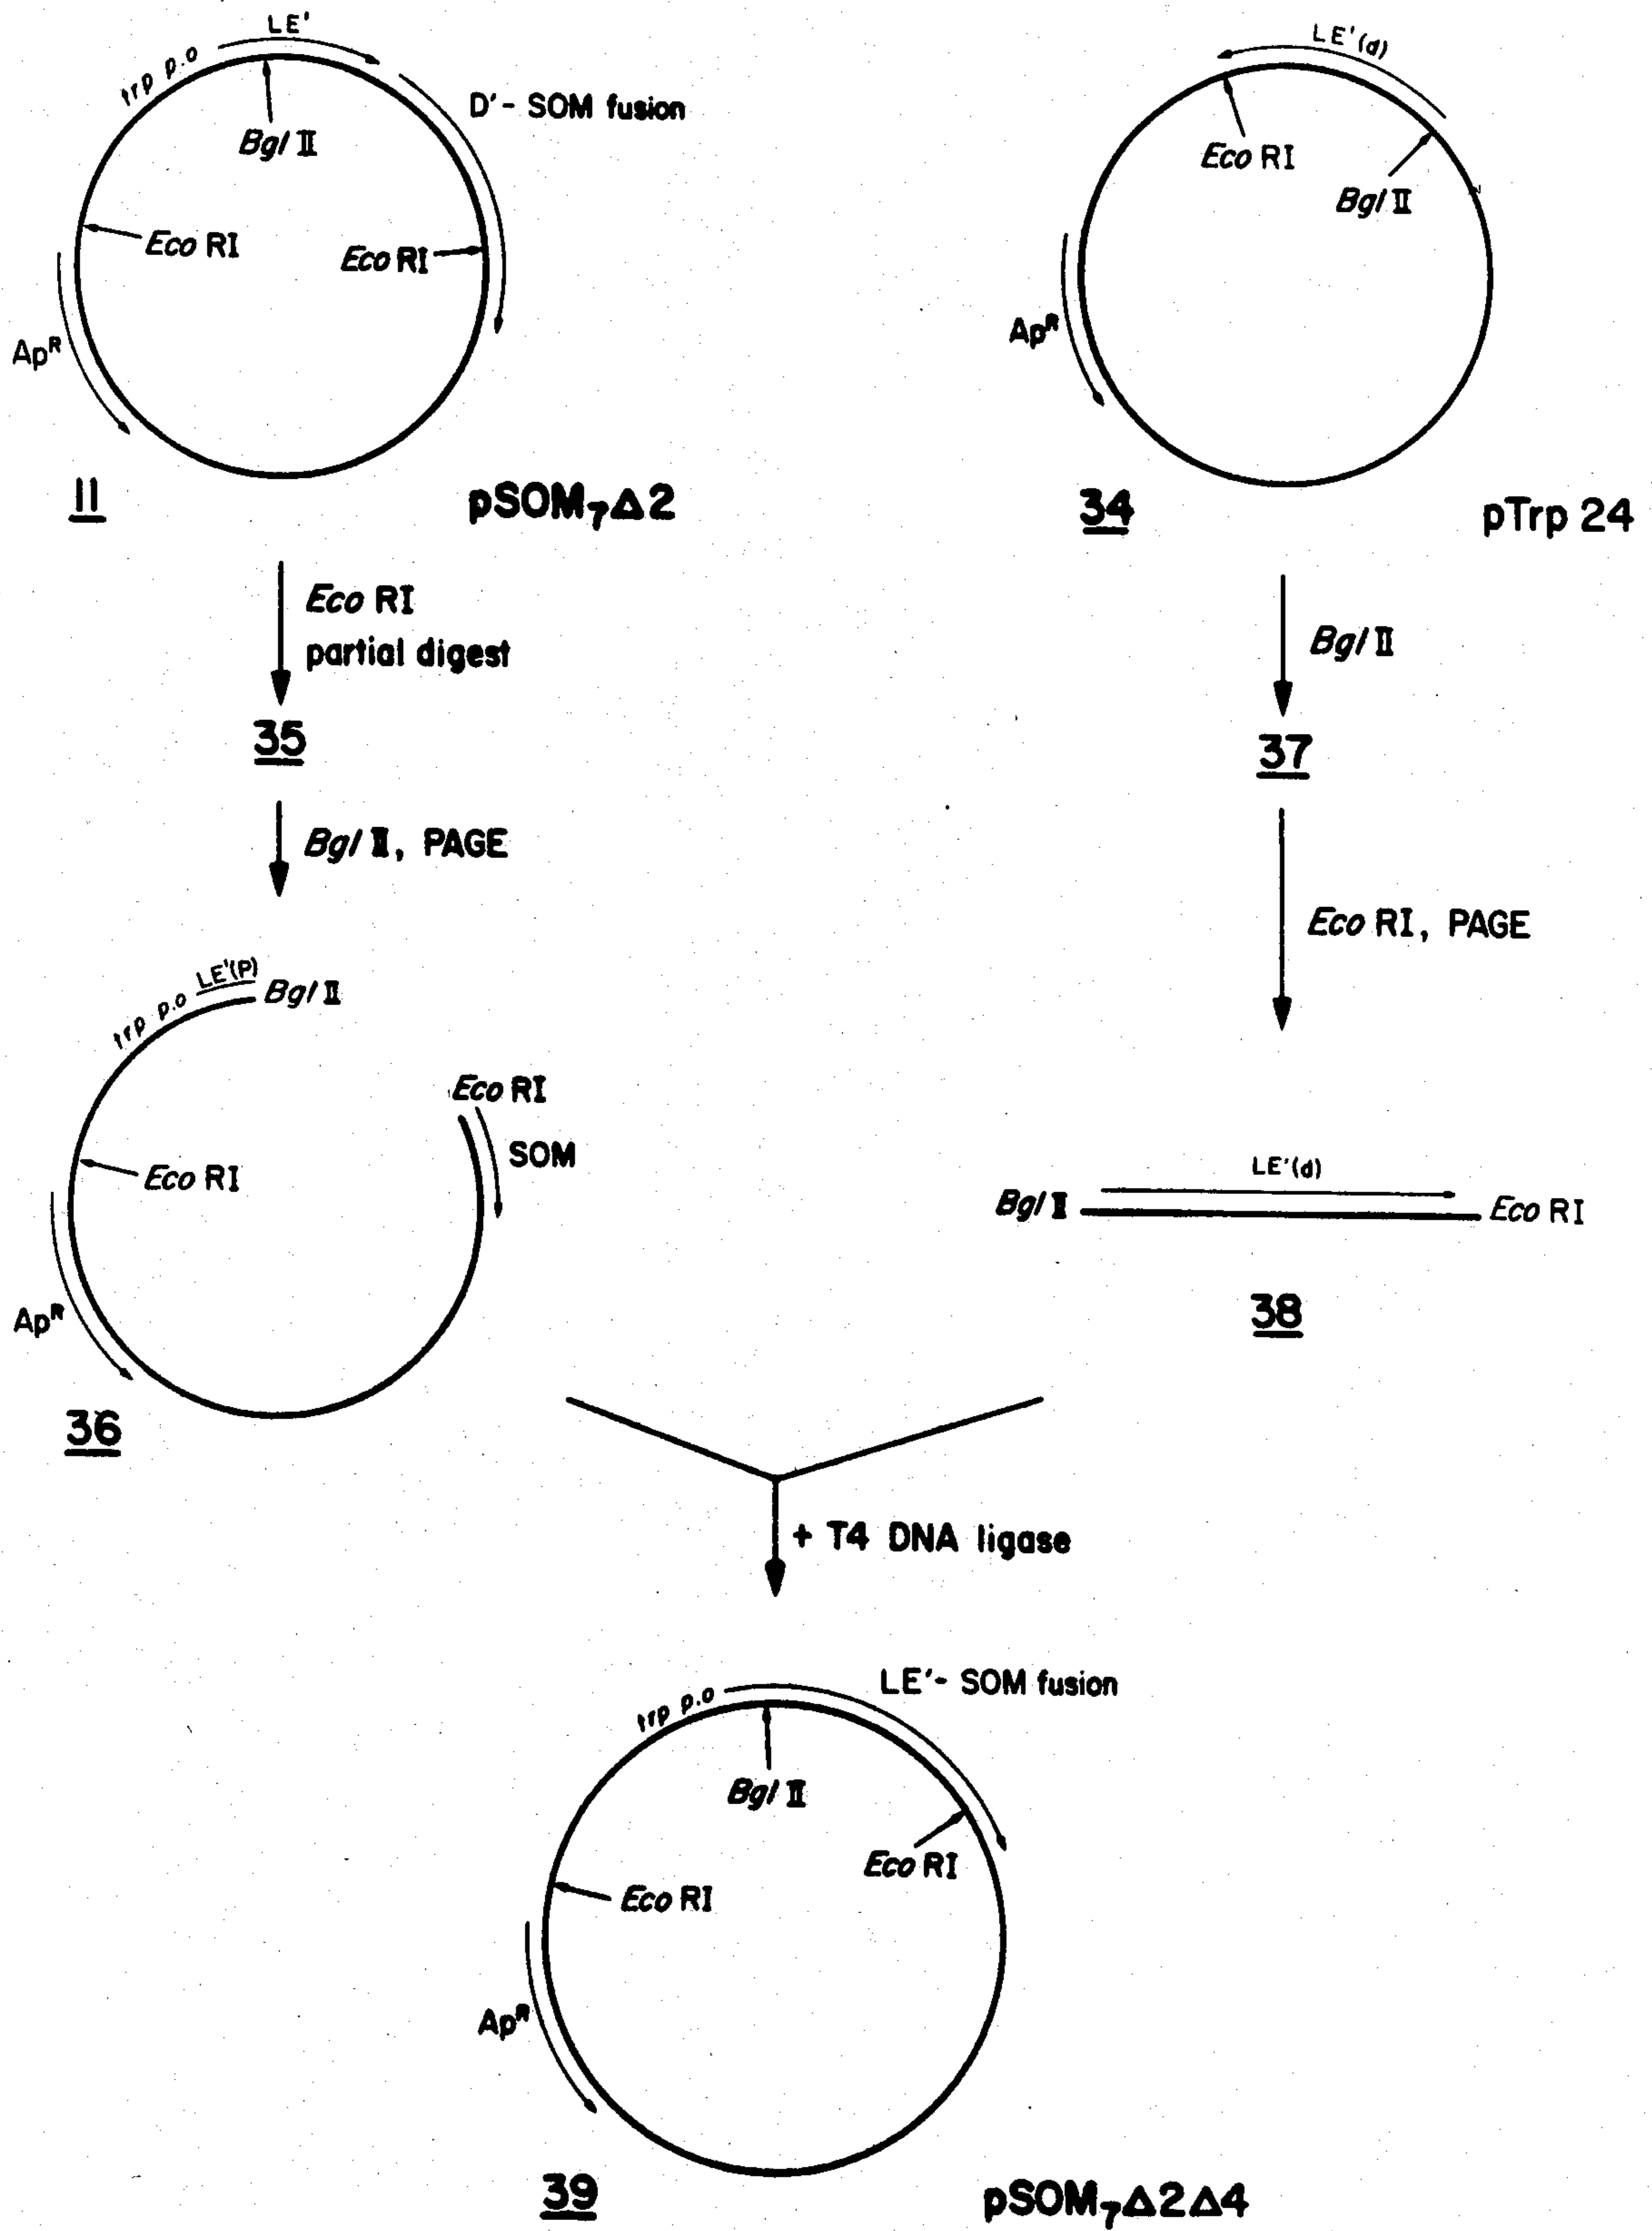 LE'
trp p.o
D'- SOM fusion
Bgl II
Eco RI
Eco RI
Ap^R
11
pSOM₇Δ2
LE'(d)
Eco RI
Bgl II
Ap^R
34
pTrp 24
Eco RI
partial digest
35
Bgl II, PAGE
Bgl II
37
Eco RI, PAGE
LE'(P)
trp p.o
Bgl II
Eco RI
SOM
Eco RI
Ap^R
36
LE'(d)
Bgl II
Eco RI
38
+ T4 DNA ligase
LE'- SOM fusion
trp p.o
Bgl II
Eco RI
Eco RI
Ap^R
39
pSOM₇Δ2Δ4